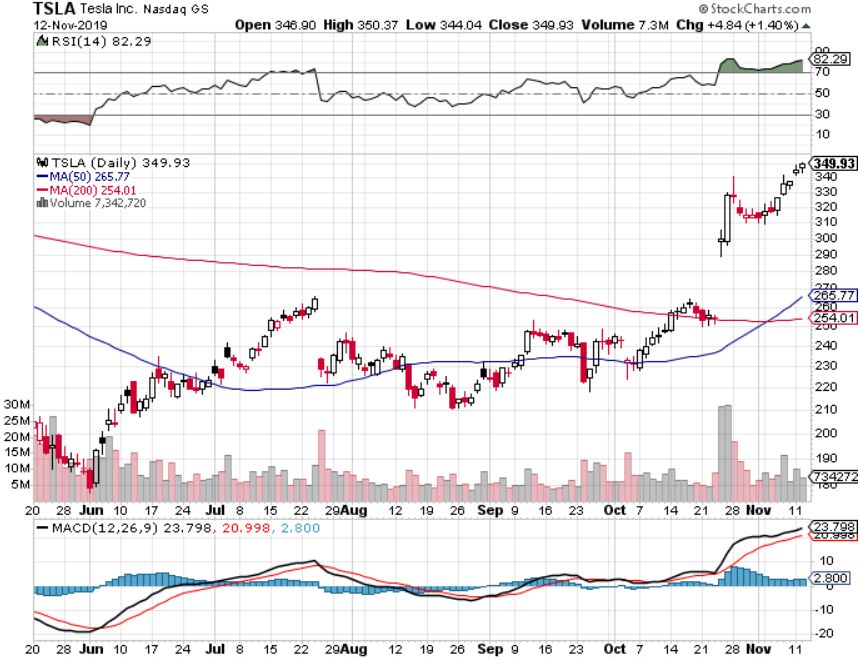 TSLA Tesla Inc. Nasdaq GS
© StockCharts.com
12-Nov-2019
Open 346.90 High 350.37 Low 344.04 Close 349.93 Volume 7.3M Chg +4.84 (+1.40%)
RSI(14) 82.29
90
82.29
70
50
30
10
TSLA (Daily) 349.93
MA(50) 265.77
MA(200) 254.01
Volume 7,342,720
349.93
340
330
320
310
300
290
280
270
265.77
260
254.01
250
240
230
220
210
200
190
180
30M
25M
20M
15M
10M
5M
734272
20 28 Jun 10 17 24 Jul 8 15 22 29 Aug 12 19 26 Sep 9 16 23 Oct 7 14 21 28 Nov 11
MACD(12,26,9) 23.798, 20.998, 2.800
23.798
20.998
10
2.800
0
-10
-20
20 28 Jun 10 17 24 Jul 8 15 22 29 Aug 12 19 26 Sep 9 16 23 Oct 7 14 21 28 Nov 11